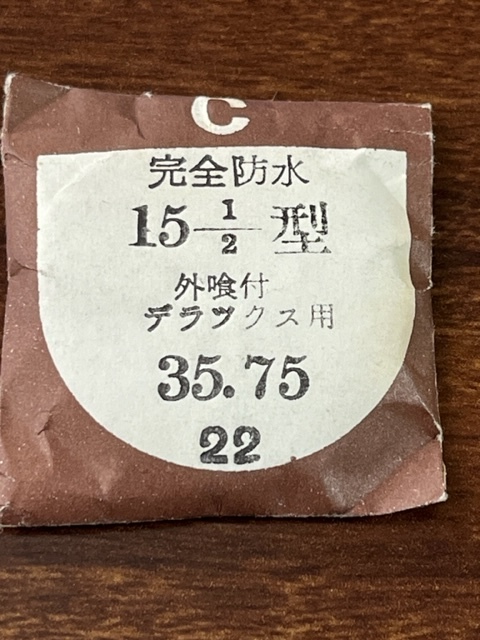 C
完全防水
15 1/2 型
外喰付
デラックス用
35.75
22